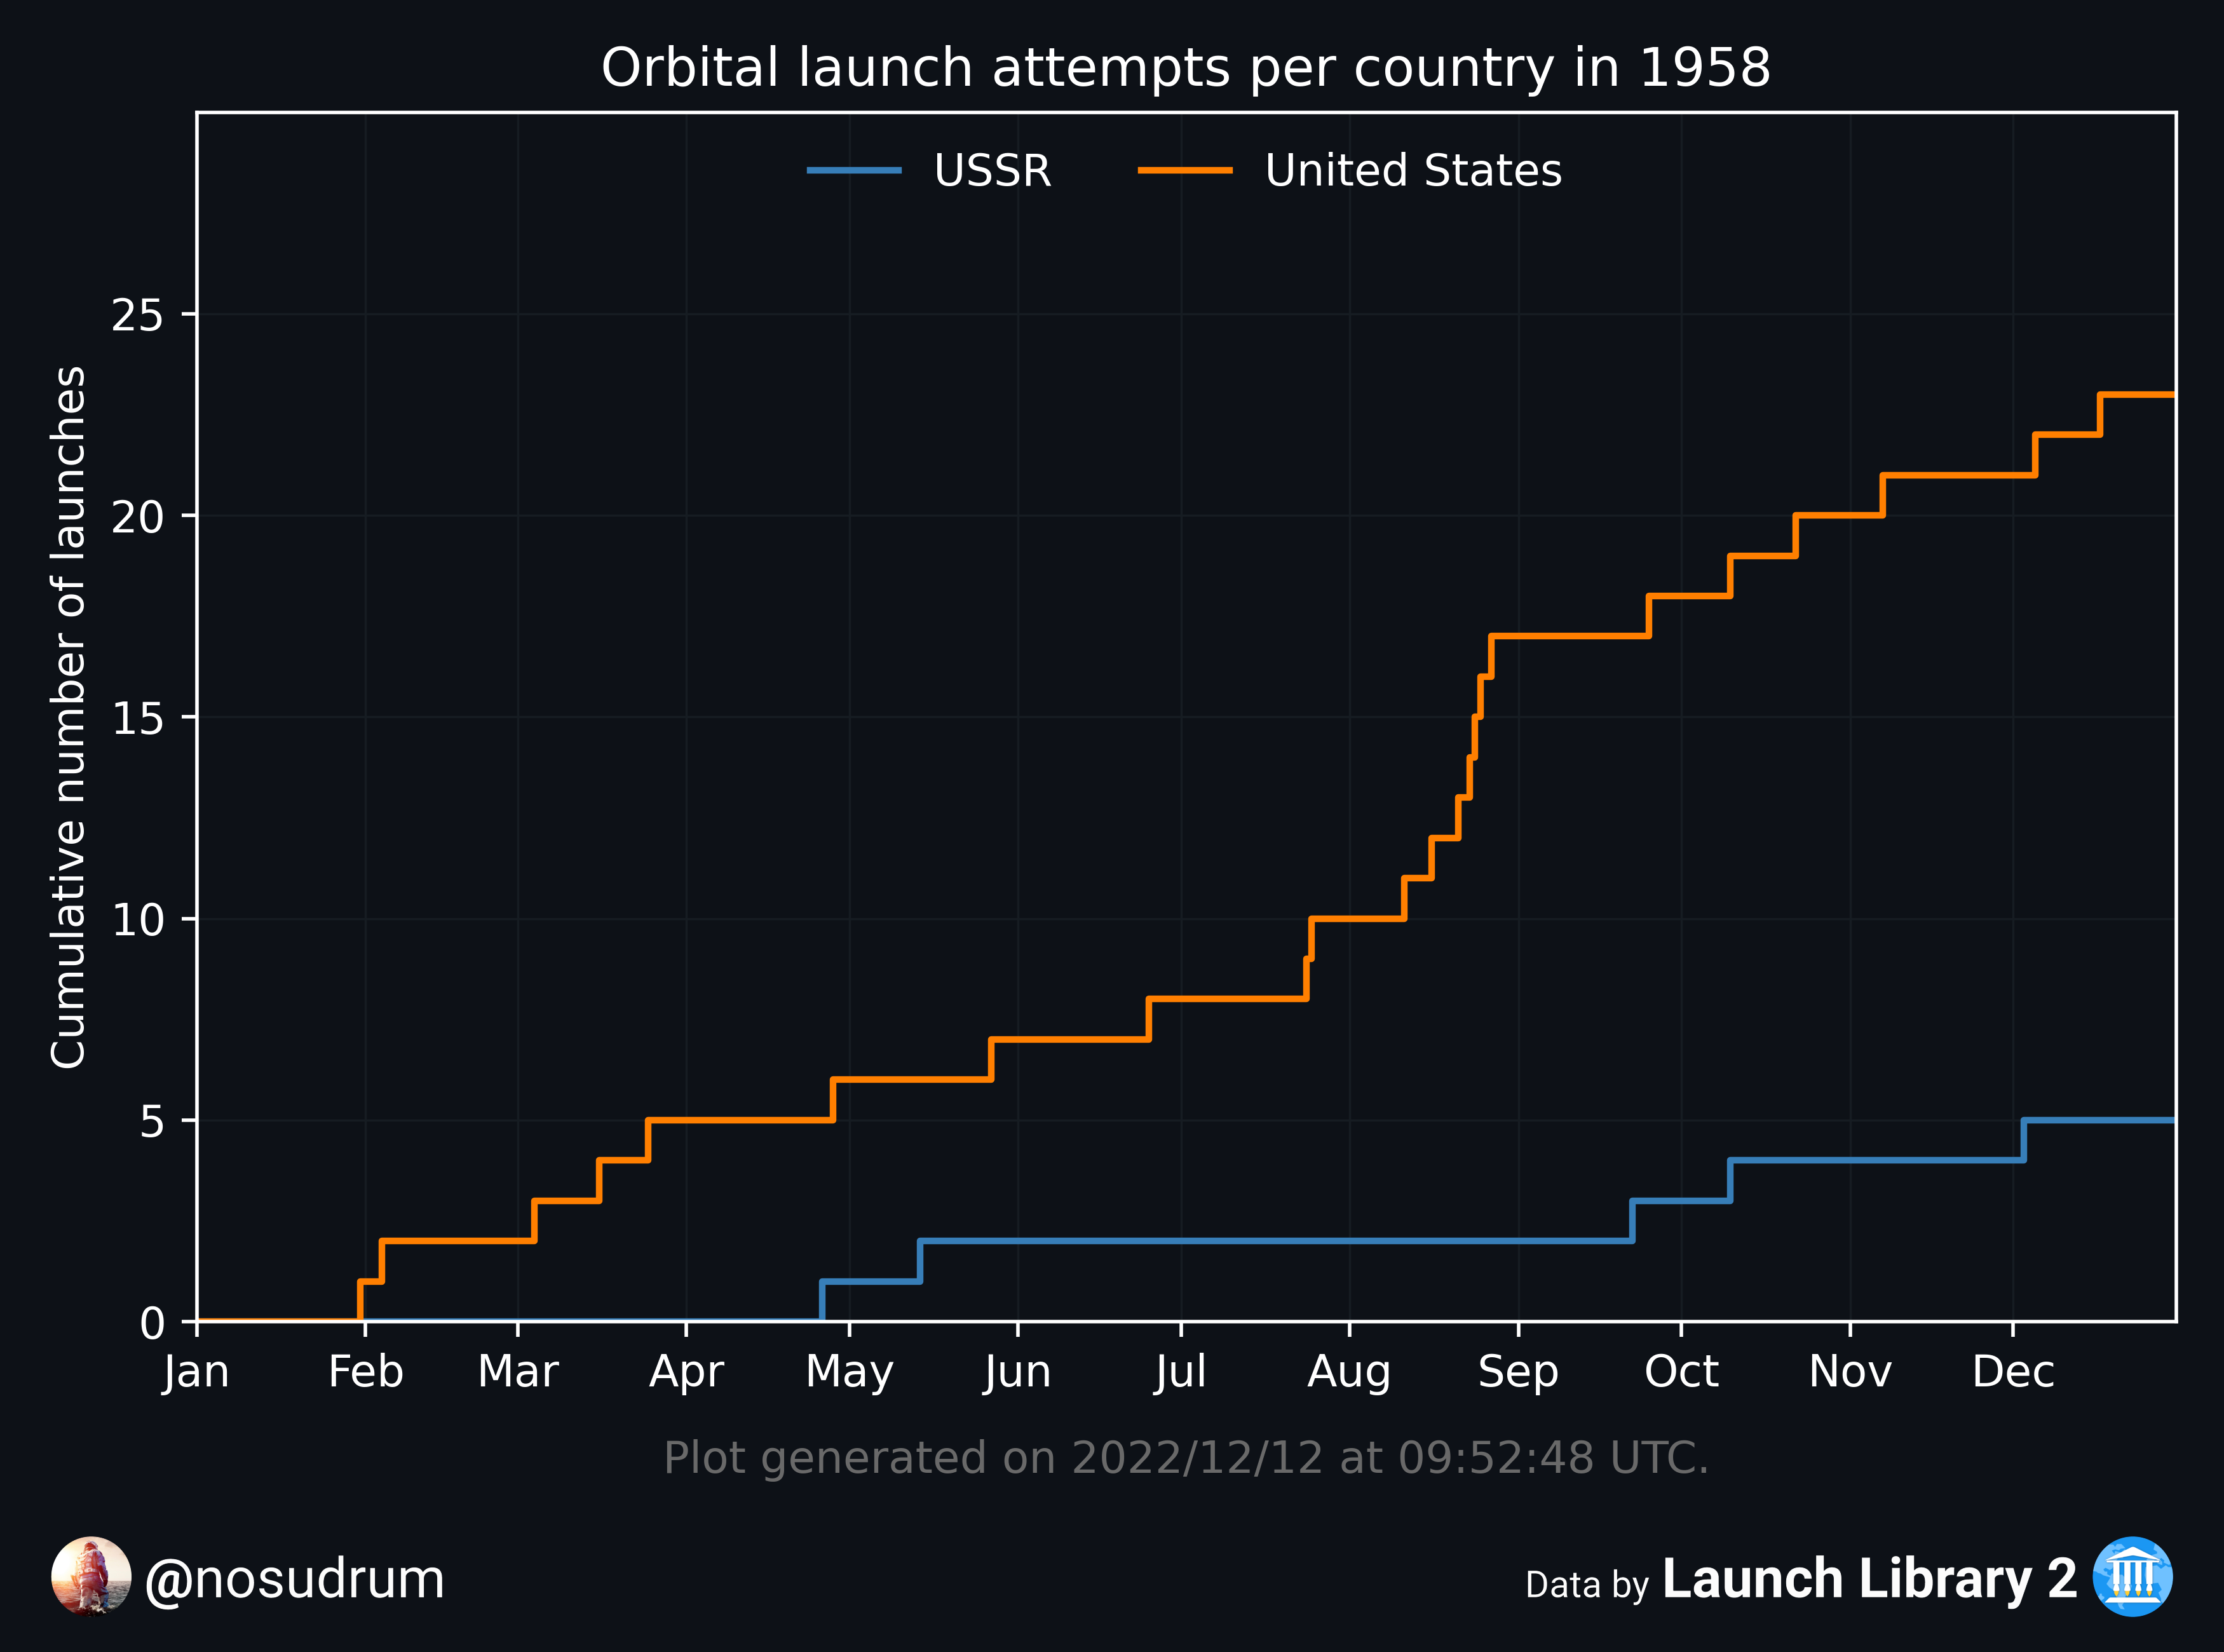 Orbital launch attempts per country in 1958
USSR United States
Cumulative number of launches
25
20
15
10
5
0
Jan Feb Mar Apr May Jun Jul Aug Sep Oct Nov Dec
Plot generated on 2022/12/12 at 09:52:48 UTC.
@nosudrum
Data by Launch Library 2